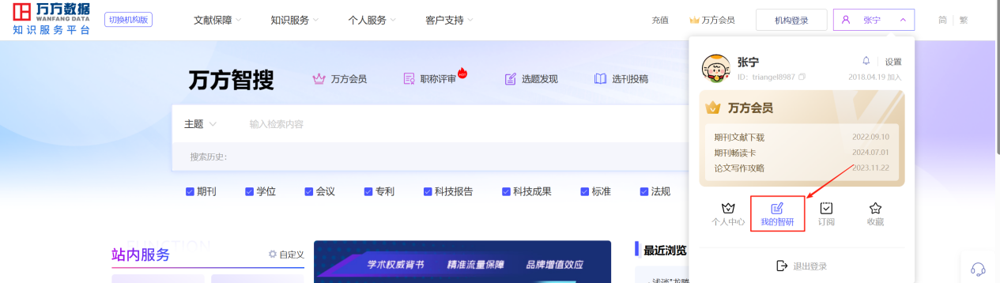 万方数据
WANFANG DATA
知识服务平台
切换机构版
文献保障
知识服务
个人服务
客户支持
充值
万方会员
机构登录
张宁
简 | 繁
万方智搜
万方会员
职称评审
HOT
选题发现
选刊投稿
主题
输入检索内容
搜索历史:
期刊
学位
会议
专利
科技报告
科技成果
标准
法规
张宁
设置
ID: triangel8987
2018.04.19 加入
万方会员
期刊文献下载 2022.09.10
期刊畅读卡 2024.07.01
论文写作攻略 2023.11.22
个人中心
我的智研
订阅
收藏
退出登录
FUNCTION
站内服务
自定义
学术权威背书 精准流量保障 品牌增值效应
最近浏览